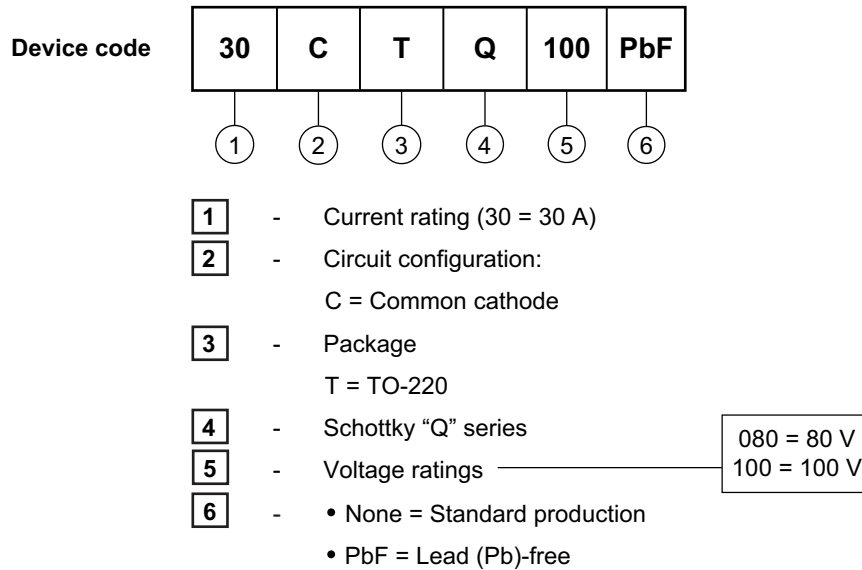 Device code 30 C T Q 100 PbF
1 2 3 4 5 6
1 - Current rating (30 = 30 A)
2 - Circuit configuration:
C = Common cathode
3 - Package
T = TO-220
4 - Schottky “Q” series
5 - Voltage ratings
080 = 80 V
100 = 100 V
6 - • None = Standard production
• PbF = Lead (Pb)-free